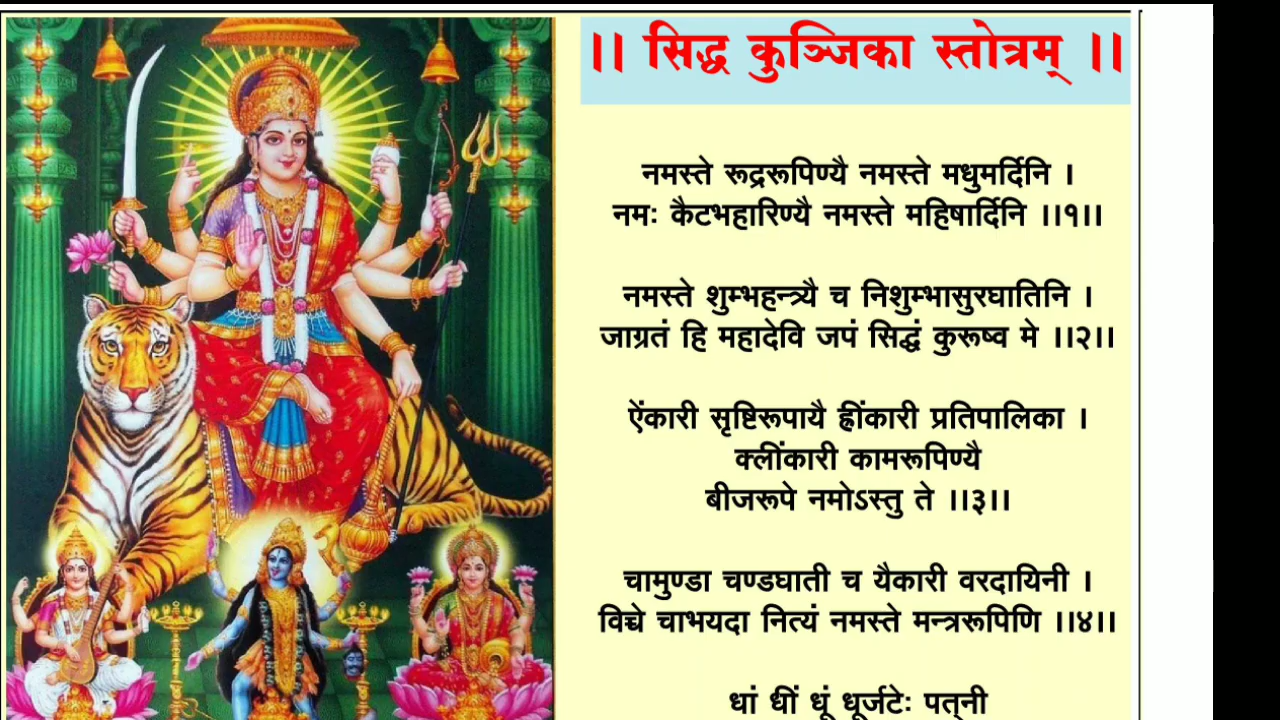 ।। सिद्ध कुञ्जिका स्तोत्रम् ।।
नमस्ते रूद्ररूपिण्यै नमस्ते मधुमर्दिनि ।
नमः कैटभहारिण्यै नमस्ते महिषार्दिनि ।।१।।
नमस्ते शुम्भहन्त्र्यै च निशुम्भासुरघातिनि ।
जाग्रतं हि महादेवि जपं सिद्धं कुरूष्व मे ।।२।।
ऐंकारी सृष्टिरूपायै ह्रींकारी प्रतिपालिका ।
क्लींकारी कामरूपिण्यै
बीजरूपे नमोऽस्तु ते ।।३।।
चामुण्डा चण्डघाती च यैकारी वरदायिनी ।
विच्चे चाभयदा नित्यं नमस्ते मन्त्ररूपिणि ।।४।।
धां धीं धूं धूर्जटेः पत्‌नी